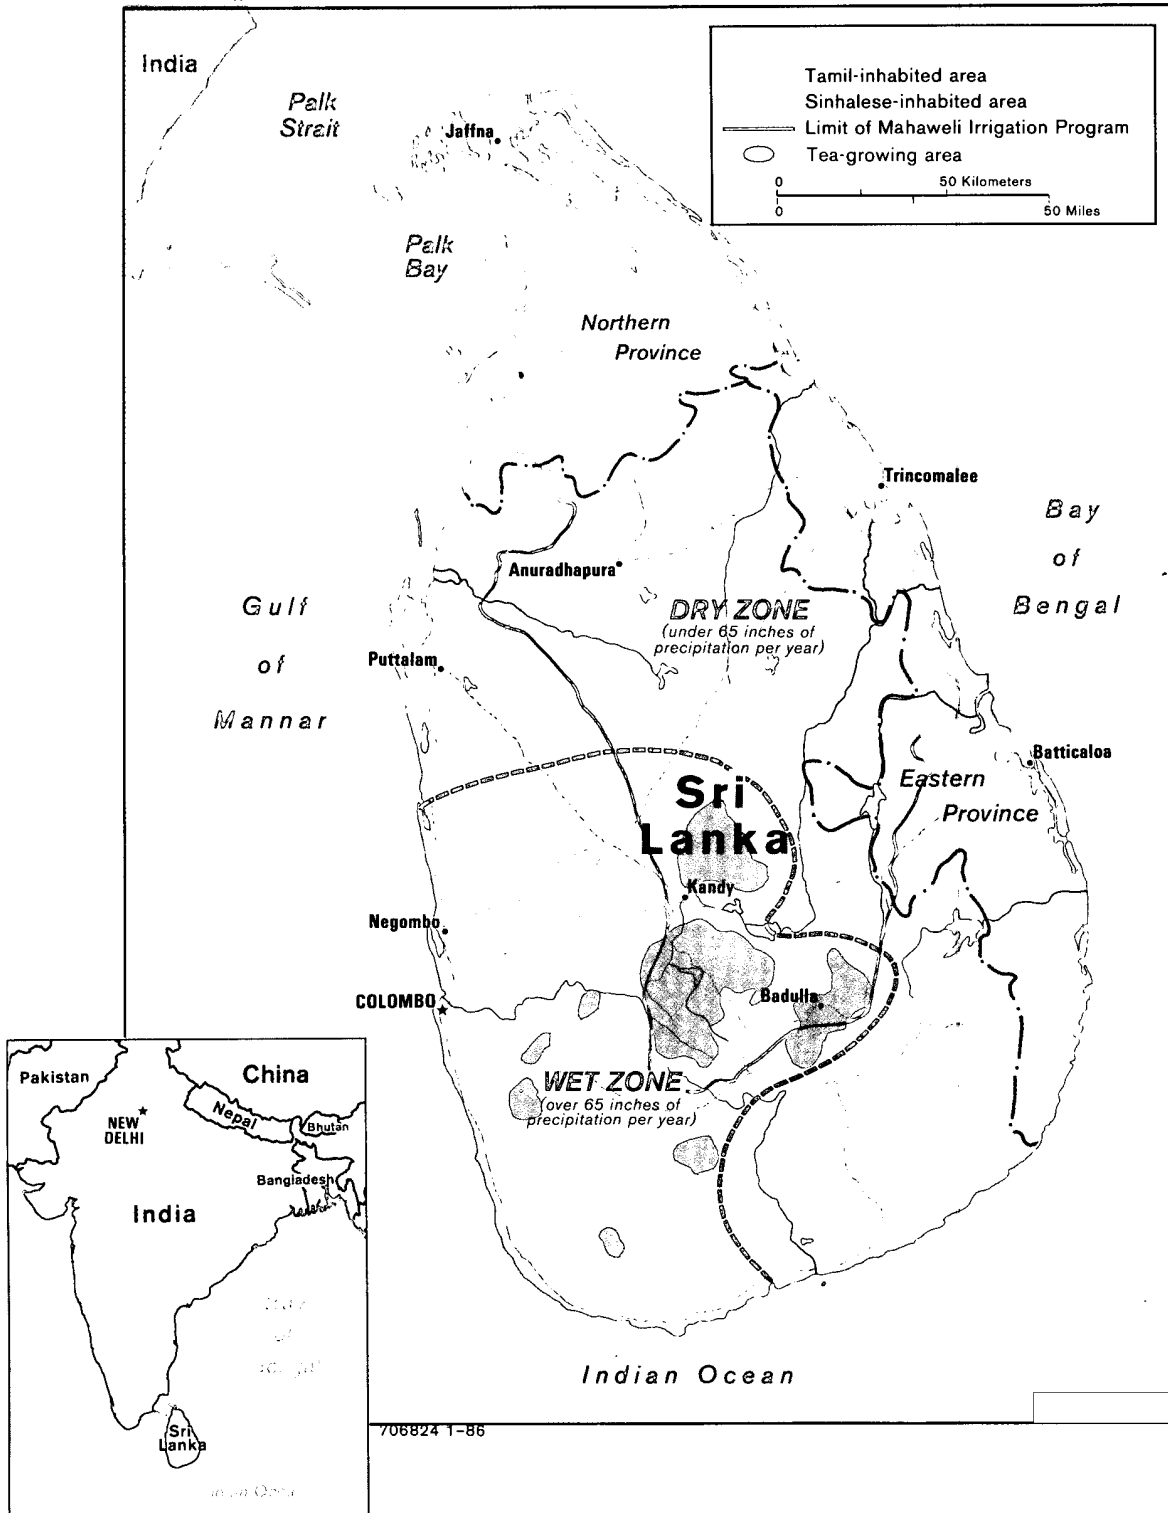 India
Palk
Strait
Jaffna
Palk
Bay
Tamil-inhabited area
Sinhalese-inhabited area
Limit of Mahaweli Irrigation Program
Tea-growing area
0 50 Kilometers
0 50 Miles
Northern
Province
Trincomalee
Bay
of
Bengal
Anuradhapura
DRY ZONE
(under 65 inches of
precipitation per year)
Gulf
of
Mannar
Puttalam
Batticaloa
Eastern
Province
Sri
Lanka
Kandy
Negombo
COLOMBO
Badulla
WET ZONE
(over 65 inches of
precipitation per year)
Indian Ocean
706824 1-86
Pakistan
China
NEW
DELHI
Nepal
Bhutan
Bangladesh
India
of
Sri
Lanka